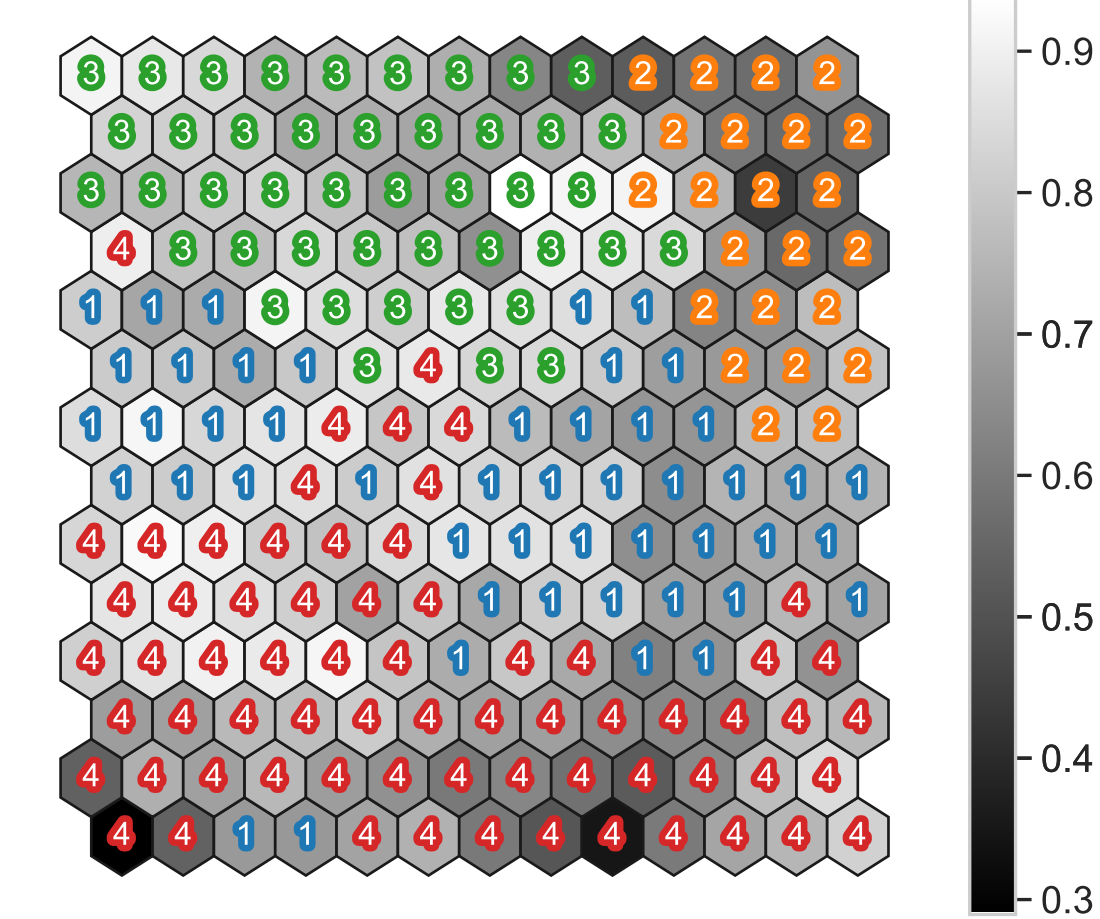 3 3 3 3 3 3 3 3 3 2 2 2 2
3 3 3 3 3 3 3 3 3 2 2 2 2
3 3 3 3 3 3 3 3 3 2 2 2 2
4 3 3 3 3 3 3 3 3 3 2 2 2
1 1 1 3 3 3 3 3 1 1 2 2 2
1 1 1 1 3 4 3 3 1 1 2 2 2
1 1 1 1 4 4 4 1 1 1 1 2 2
1 1 1 4 1 4 1 1 1 1 1 1 1
4 4 4 4 4 4 1 1 1 1 1 1 1
4 4 4 4 4 4 1 1 1 1 1 4 1
4 4 4 4 4 4 1 4 4 1 1 4 4
4 4 4 4 4 4 4 4 4 4 4 4 4
4 4 4 4 4 4 4 4 4 4 4 4 4
4 4 1 1 4 4 4 4 4 4 4 4 4
0.9
0.8
0.7
0.6
0.5
0.4
0.3